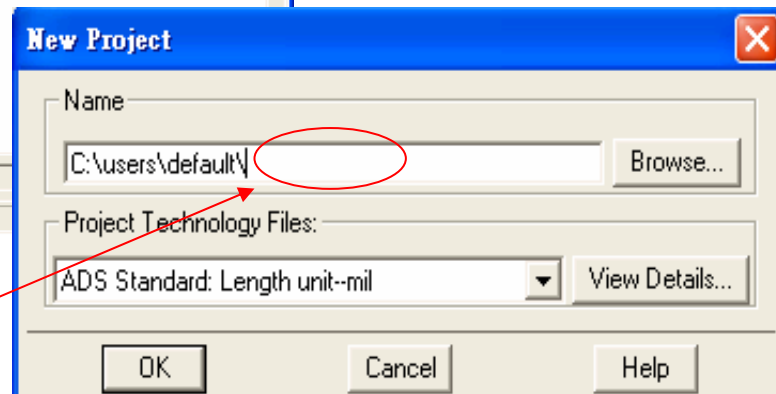 New Project
Name
C:\users\default\
Browse...
Project Technology Files:
ADS Standard: Length unit--mil
View Details...
OK
Cancel
Help